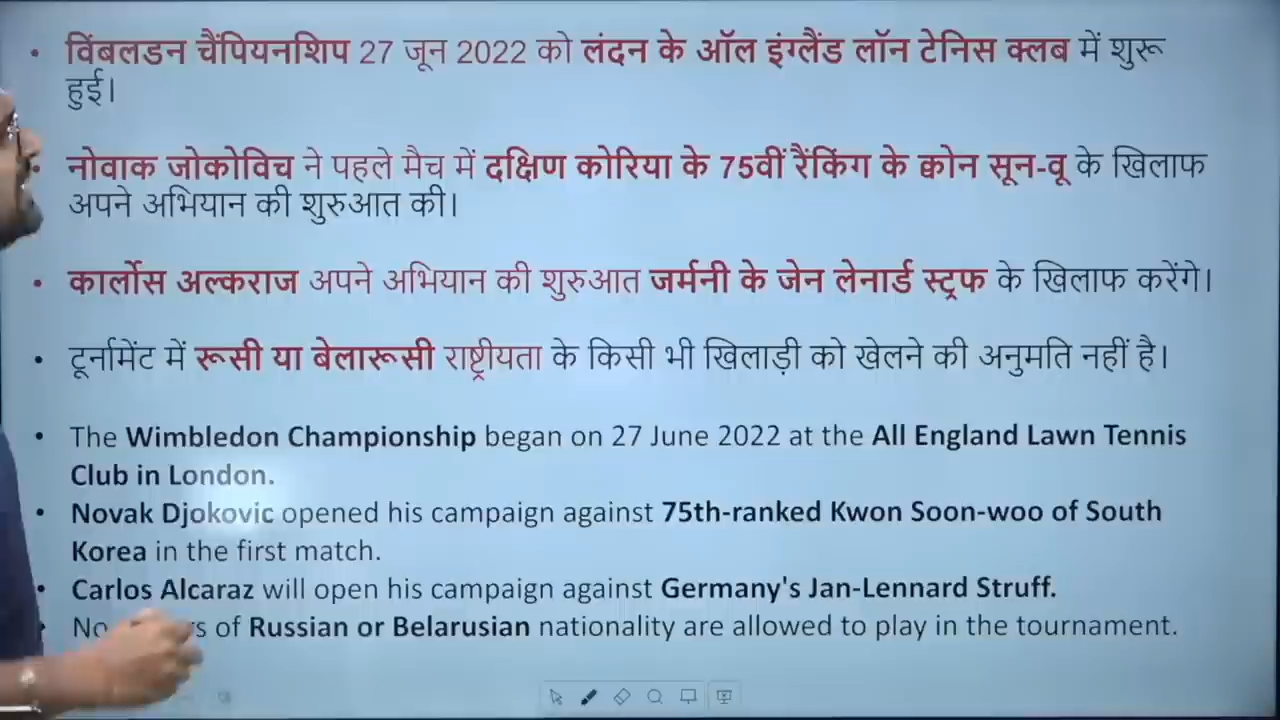 • विंबलडन चैंपियनशिप 27 जून 2022 को लंदन के ऑल इंग्लैंड लॉन टेनिस क्लब में शुरू
हुई।
• नोवाक जोकोविच ने पहले मैच में दक्षिण कोरिया के 75वीं रैंकिंग के क्वोन सून-वू के खिलाफ
अपने अभियान की शुरुआत की।
• कार्लोस अल्कराज अपने अभियान की शुरुआत जर्मनी के जेन लेनार्ड स्ट्रफ के खिलाफ करेंगे।
• टूर्नामेंट में रूसी या बेलारूसी राष्ट्रीयता के किसी भी खिलाड़ी को खेलने की अनुमति नहीं है।
• The Wimbledon Championship began on 27 June 2022 at the All England Lawn Tennis
Club in London.
• Novak Djokovic opened his campaign against 75th-ranked Kwon Soon-woo of South
Korea in the first match.
• Carlos Alcaraz will open his campaign against Germany's Jan-Lennard Struff.
• No of Russian or Belarusian nationality are allowed to play in the tournament.